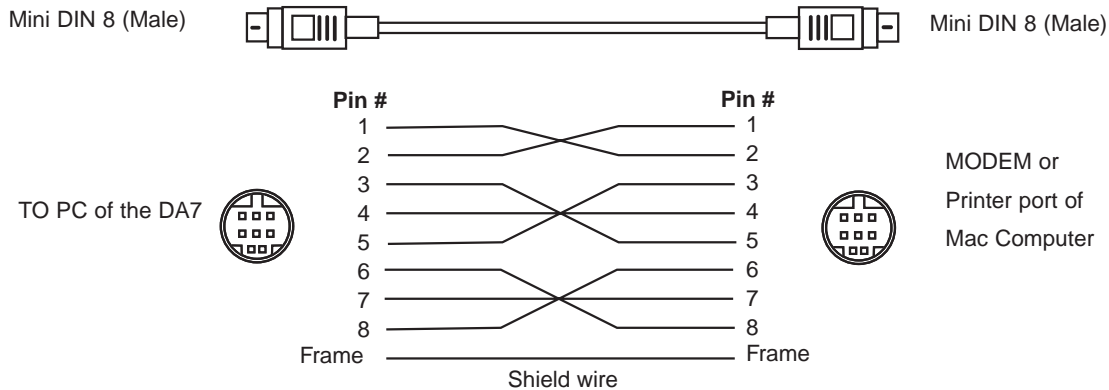 Mini DIN 8 (Male)
Mini DIN 8 (Male)
Pin #
Pin #
1
1
2
2
3
3
4
4
5
5
6
6
7
7
8
8
Frame
Frame
Shield wire
TO PC of the DA7
MODEM or
Printer port of
Mac Computer